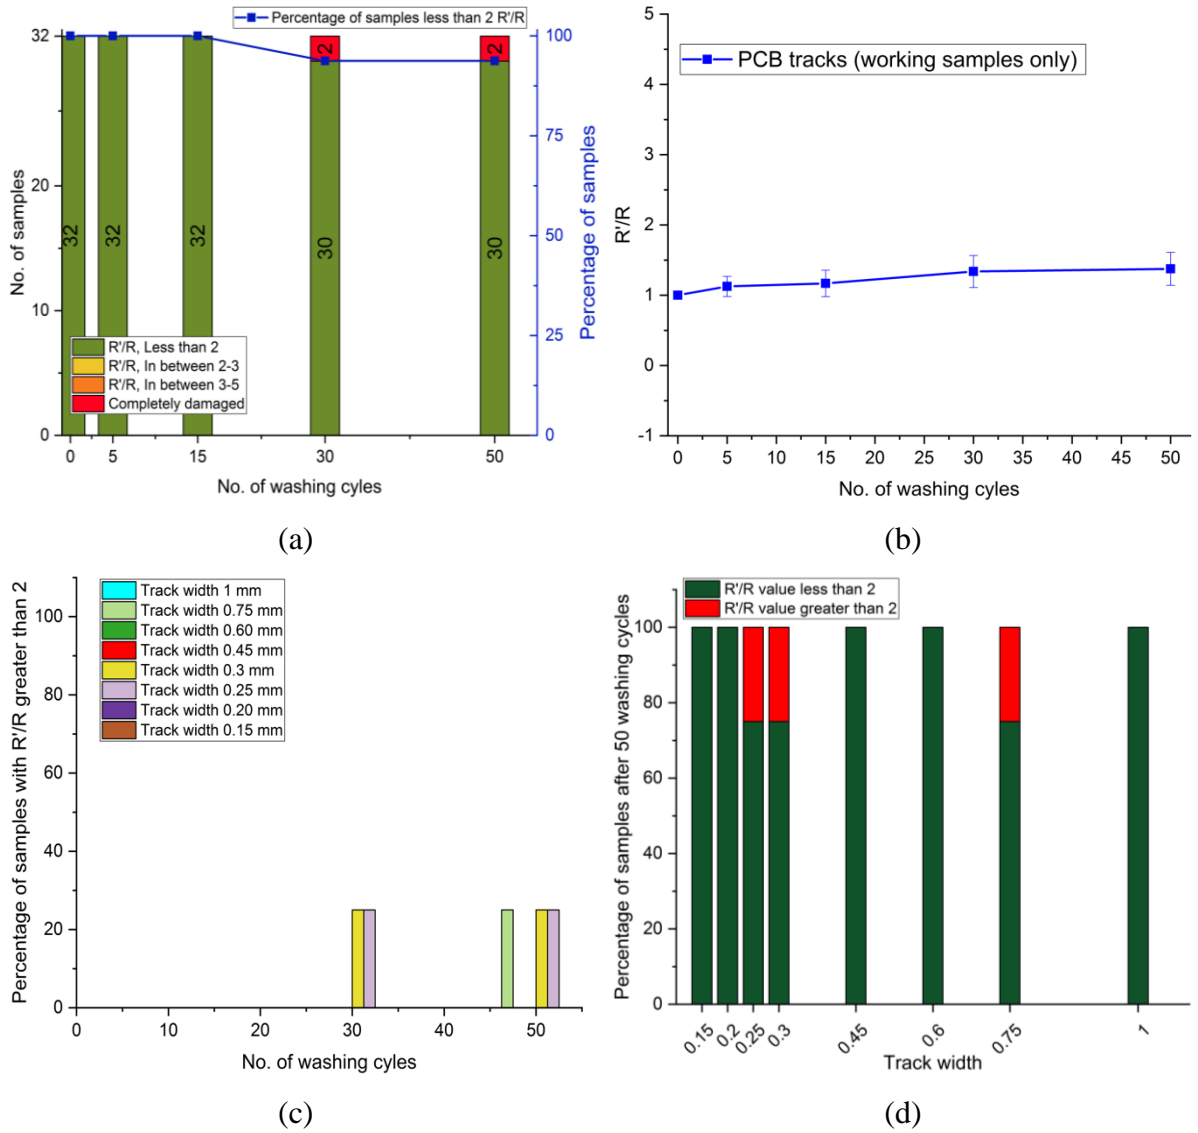 Percentage of samples less than 2 R'/R
No. of samples
32
20
10
0
32
32
32
30
2
30
2
R'/R, Less than 2
R'/R, In between 2-3
R'/R, In between 3-5
Completely damaged
100
75
50
25
0
Percentage of samples
0 5 15 30 50
No. of washing cyles
(a)
PCB tracks (working samples only)
R'/R
5
4
3
2
1
0
-1
0 5 10 15 20 25 30 35 40 45 50
No. of washing cyles
(b)
Percentage of samples with R'/R greater than 2
100
80
60
40
20
0
Track width 1 mm
Track width 0.75 mm
Track width 0.60 mm
Track width 0.45 mm
Track width 0.3 mm
Track width 0.25 mm
Track width 0.20 mm
Track width 0.15 mm
0 10 20 30 40 50
No. of washing cyles
(c)
R'/R value less than 2
R'/R value greater than 2
Percentage of samples after 50 washing cycles
100
80
60
40
20
0
0.15 0.2 0.25 0.3 0.45 0.6 0.75 1
Track width
(d)